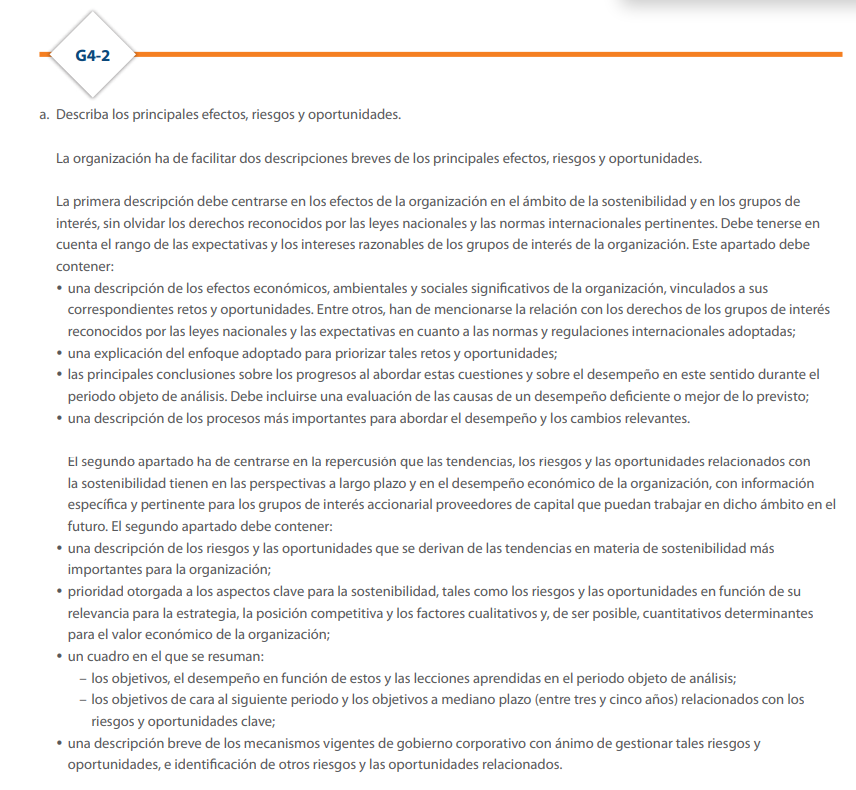 G4-2
a. Describa los principales efectos, riesgos y oportunidades.
La organización ha de facilitar dos descripciones breves de los principales efectos, riesgos y oportunidades.
La primera descripción debe centrarse en los efectos de la organización en el ámbito de la sostenibilidad y en los grupos de
interés, sin olvidar los derechos reconocidos por las leyes nacionales y las normas internacionales pertinentes. Debe tenerse en
cuenta el rango de las expectativas y los intereses razonables de los grupos de interés de la organización. Este apartado debe
contener:
• una descripción de los efectos económicos, ambientales y sociales significativos de la organización, vinculados a sus
correspondientes retos y oportunidades. Entre otros, han de mencionarse la relación con los derechos de los grupos de interés
reconocidos por las leyes nacionales y las expectativas en cuanto a las normas y regulaciones internacionales adoptadas;
• una explicación del enfoque adoptado para priorizar tales retos y oportunidades;
• las principales conclusiones sobre los progresos al abordar estas cuestiones y sobre el desempeño en este sentido durante el
periodo objeto de análisis. Debe incluirse una evaluación de las causas de un desempeño deficiente o mejor de lo previsto;
• una descripción de los procesos más importantes para abordar el desempeño y los cambios relevantes.
El segundo apartado ha de centrarse en la repercusión que las tendencias, los riesgos y las oportunidades relacionados con
la sostenibilidad tienen en las perspectivas a largo plazo y en el desempeño económico de la organización, con información
específica y pertinente para los grupos de interés accionarial proveedores de capital que puedan trabajar en dicho ámbito en el
futuro. El segundo apartado debe contener:
• una descripción de los riesgos y las oportunidades que se derivan de las tendencias en materia de sostenibilidad más
importantes para la organización;
• prioridad otorgada a los aspectos clave para la sostenibilidad, tales como los riesgos y las oportunidades en función de su
relevancia para la estrategia, la posición competitiva y los factores cualitativos y, de ser posible, cuantitativos determinantes
para el valor económico de la organización;
• un cuadro en el que se resuman:
– los objetivos, el desempeño en función de estos y las lecciones aprendidas en el periodo objeto de análisis;
– los objetivos de cara al siguiente periodo y los objetivos a mediano plazo (entre tres y cinco años) relacionados con los
riesgos y oportunidades clave;
• una descripción breve de los mecanismos vigentes de gobierno corporativo con ánimo de gestionar tales riesgos y
oportunidades, e identificación de otros riesgos y las oportunidades relacionados.